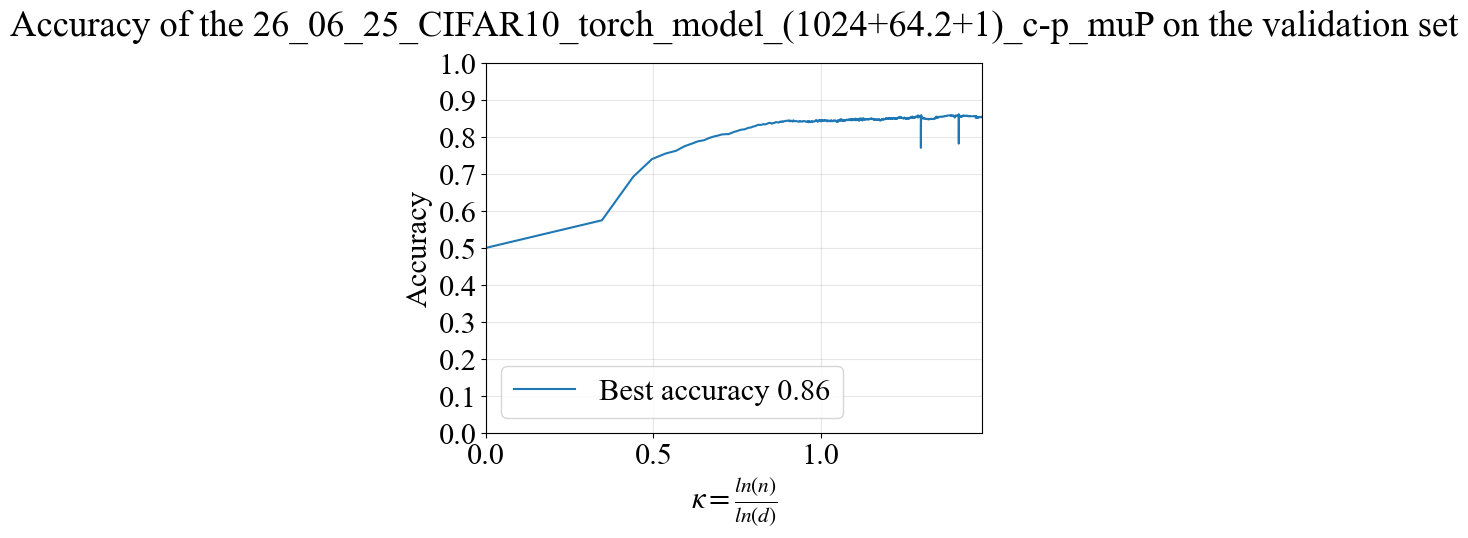 Accuracy of the 26_06_25_CIFAR10_torch_model_(1024+64.2+1)_c-p_muP on the validation set
1.0
0.9
0.8
0.7
0.6
0.5
0.4
0.3
0.2
0.1
0.0
Accuracy
Best accuracy 0.86
0.0 0.5 1.0
κ = ln(n) / ln(d)